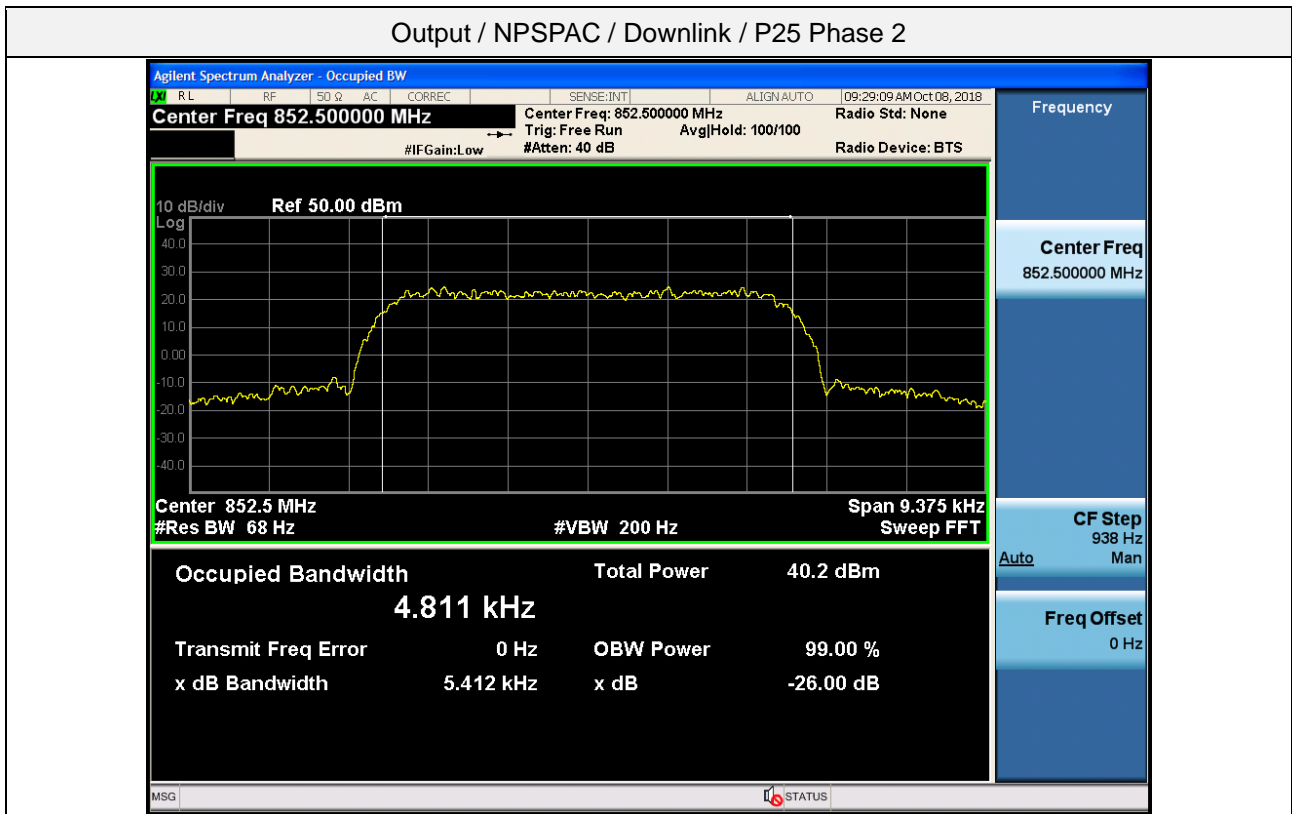 Output / NPSPAC / Downlink / P25 Phase 2
Agilent Spectrum Analyzer - Occupied BW
LXI RL RF 50 Ω AC CORREC SENSE:INT ALIGNAUTO 09:29:09 AM Oct 08, 2018
Center Freq 852.500000 MHz
Center Freq: 852.500000 MHz
Radio Std: None
Trig: Free Run Avg|Hold: 100/100
#IFGain:Low
#Atten: 40 dB
Radio Device: BTS
10 dB/div Ref 50.00 dBm
Log
40.0
30.0
20.0
10.0
0.00
-10.0
-20.0
-30.0
-40.0
Center 852.5 MHz Span 9.375 kHz
#Res BW 68 Hz #VBW 200 Hz Sweep FFT
Occupied Bandwidth Total Power 40.2 dBm
4.811 kHz
Transmit Freq Error 0 Hz OBW Power 99.00 %
x dB Bandwidth 5.412 kHz x dB -26.00 dB
Frequency
Center Freq
852.500000 MHz
CF Step
938 Hz
Auto Man
Freq Offset
0 Hz
MSG STATUS